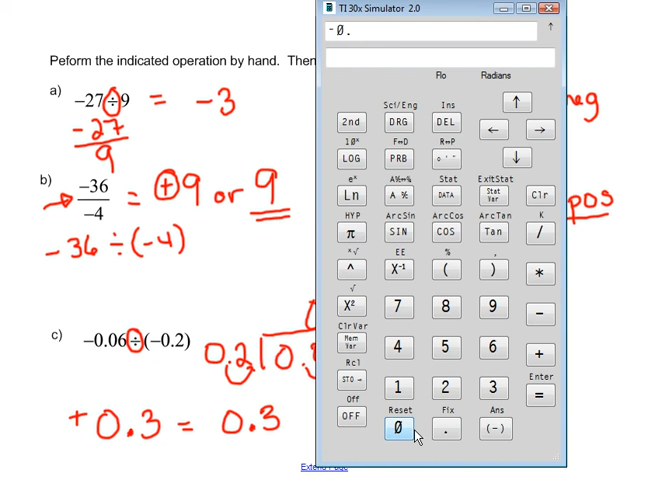 TI 30x Simulator 2.0
-Ø.
↑
Peform the indicated operation by hand. Then
Flo Radians
a) −27 ÷ 9 = -3
-27
9
neg
b) −36
−4
= +9 or 9
pos
-36 ÷ (-4)
c) −0.06 ÷ (−0.2)
0.2
+0.3 = 0.3
Scl/Eng Ins
2nd DRG DEL ↑
10ˣ F↔D R↔P
LOG PRB ° ' " ← → ↓
eˣ A%↔% Stat ExitStat
Ln A % DATA Stat Var Clr
HYP ArcSin ArcCos ArcTan K
π SIN COS Tan /
ˣ√ EE % ,
^ X⁻¹ ( ) *
√
X² 7 8 9 −
ClrVar
Mem Var 4 5 6 +
Rcl Enter
STO → 1 2 3 =
Off Reset Fix Ans
OFF Ø . (−)
Extend Page